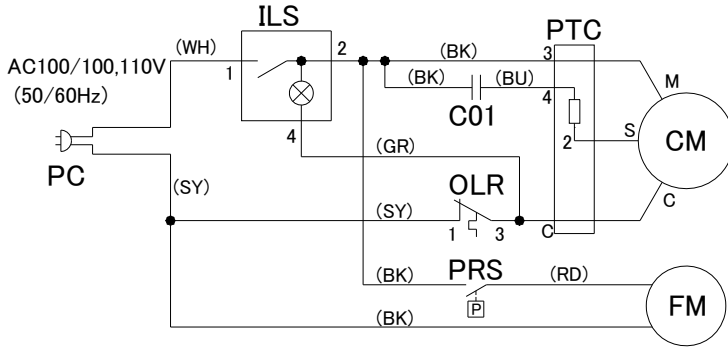 ILS
PTC
(WH)
2
(BK)
3
AC100/100,110V
1
(BK)
(BU)
M
(50/60Hz)
4
C01
4
2
S
CM
(GR)
PC
(SY)
OLR
C
(SY)
1
3
C
PRS
(BK)
(RD)
P
FM
(BK)